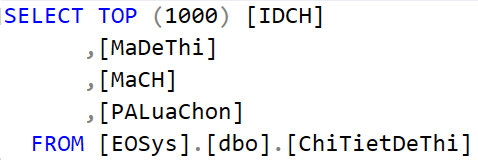 SELECT TOP (1000) [IDCH]
,[MaDeThi]
,[MaCH]
,[PALuaChon]
FROM [EOSys].[dbo].[ChiTietDeThi]